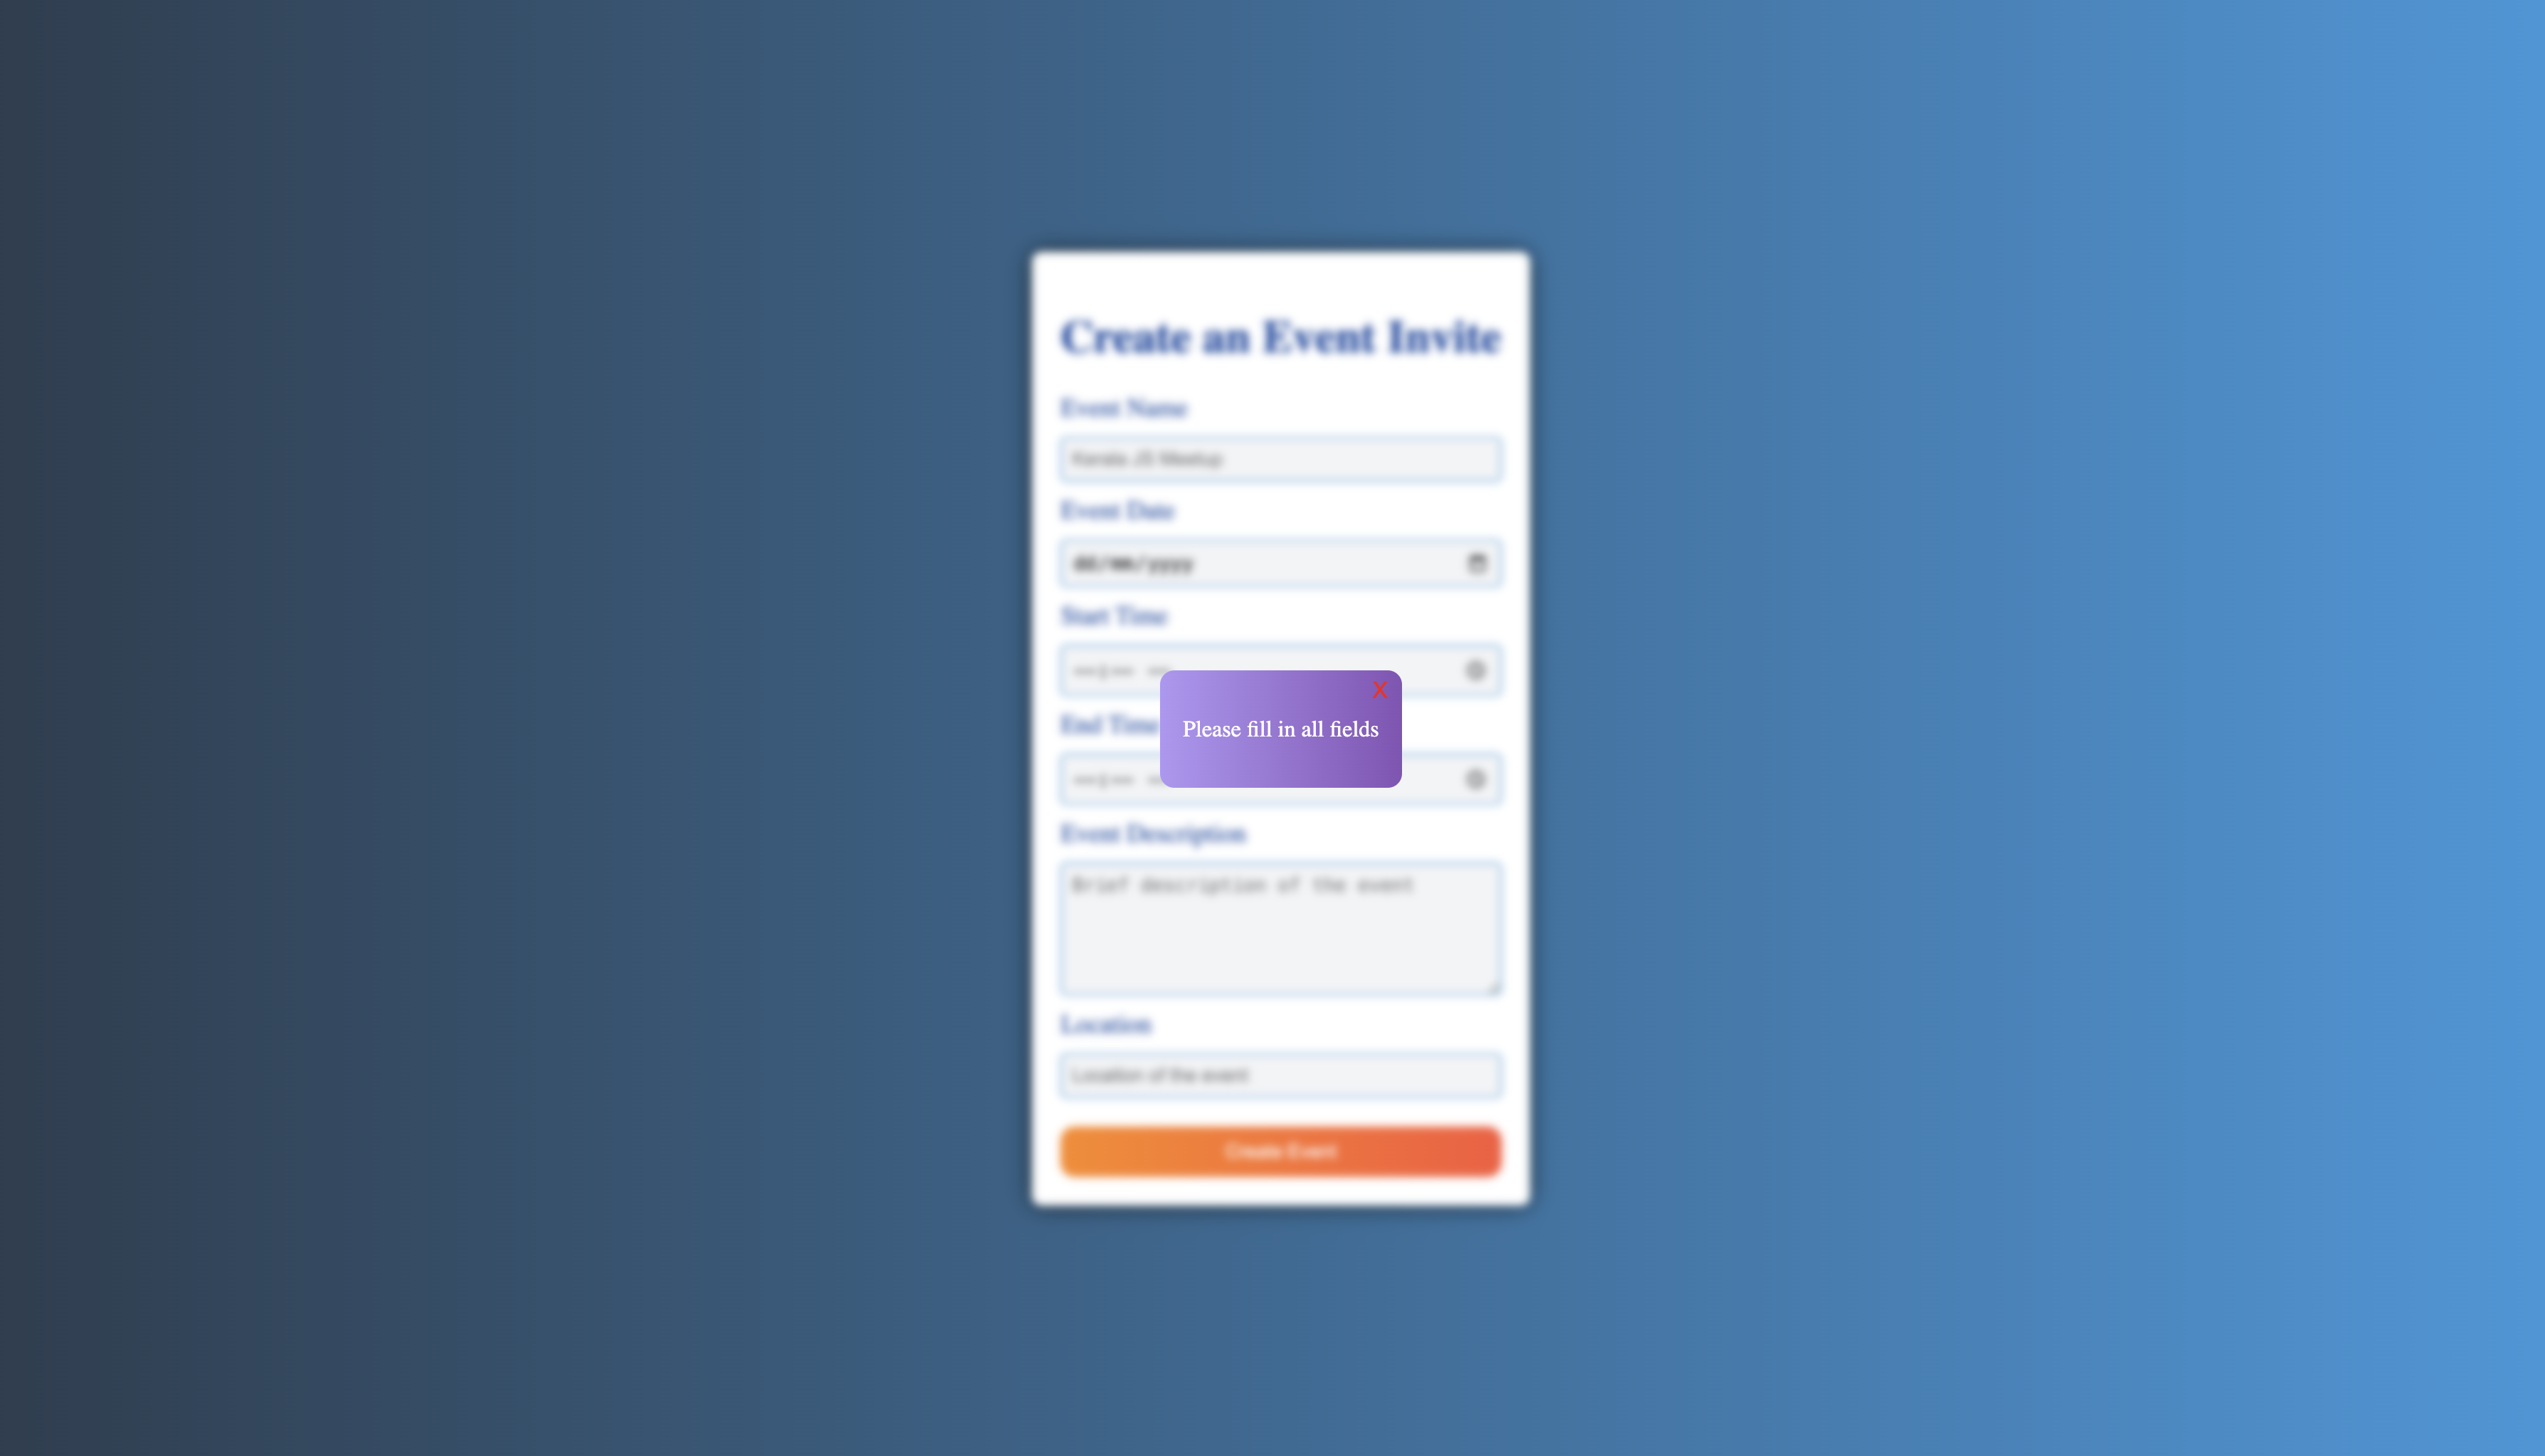 Create an Event Invite
Event Name
Kerala JS Meetup
Event Date
dd/mm/yyyy
Start Time
--:-- --
X
Please fill in all fields
End Time
--:-- --
Event Description
Brief description of the event
Location
Location of the event
Create Event